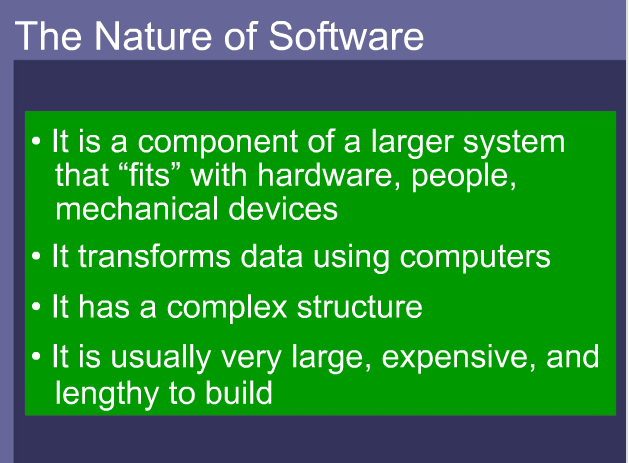 The Nature of Software
• It is a component of a larger system
that “fits” with hardware, people,
mechanical devices
• It transforms data using computers
• It has a complex structure
• It is usually very large, expensive, and
lengthy to build